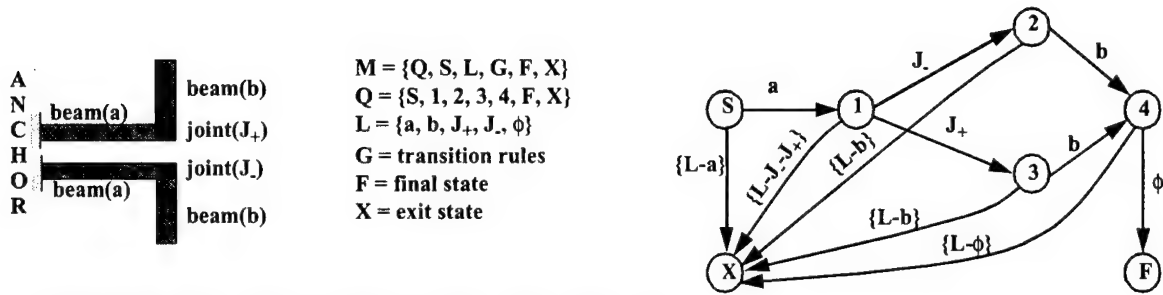 ANCHOR
beam(a)
beam(b)
joint(J₊)
joint(J₋)
beam(a)
beam(b)
M = {Q, S, L, G, F, X}
Q = {S, 1, 2, 3, 4, F, X}
L = {a, b, J₊, J₋, ϕ}
G = transition rules
F = final state
X = exit state
2
J₋
b
a
S
1
4
J₊
{L-a}
{L-J₋-J₊}
{L-b}
b
3
ϕ
{L-b}
{L-ϕ}
X
F